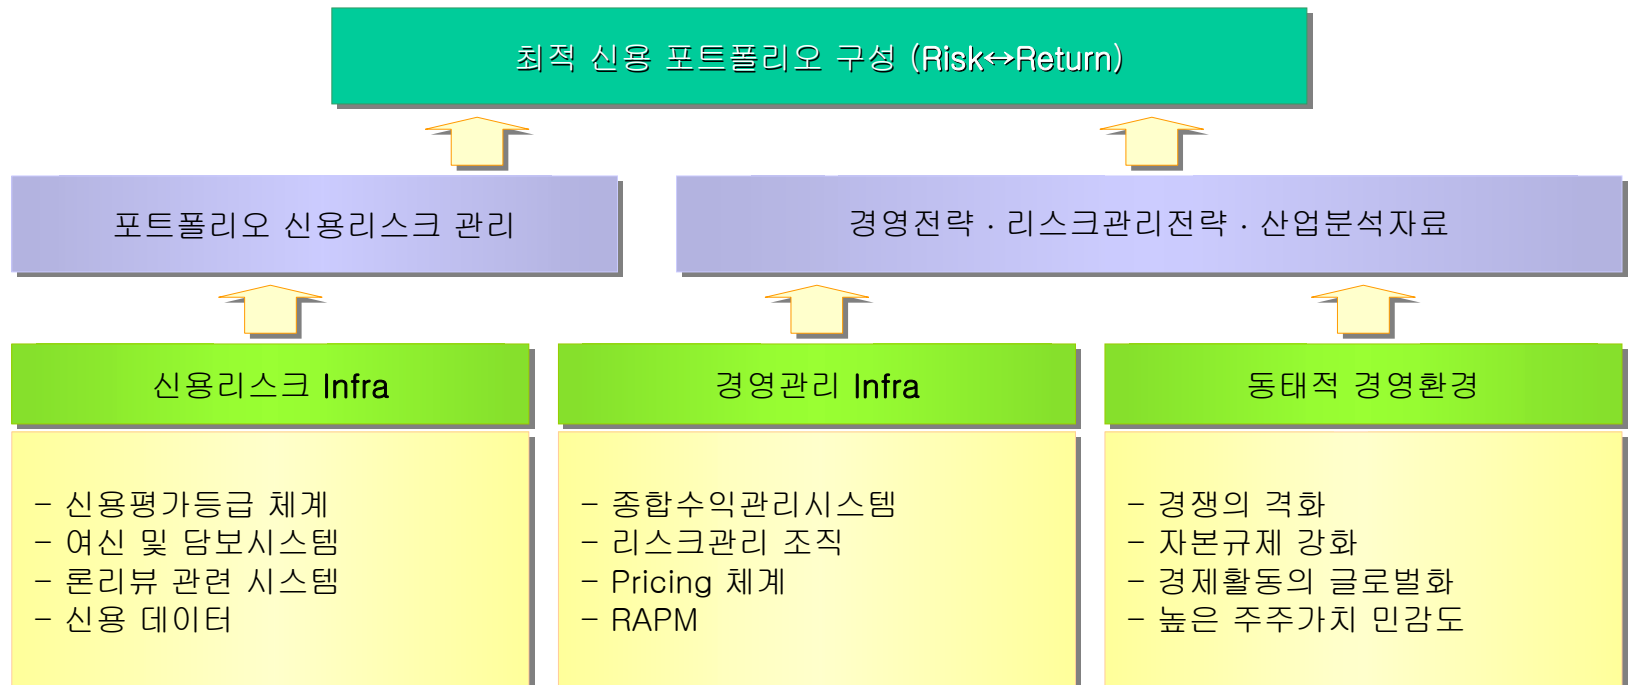 최적 신용 포트폴리오 구성 (Risk↔Return)
포트폴리오 신용리스크 관리
경영전략 · 리스크관리전략 · 산업분석자료
신용리스크 Infra
경영관리 Infra
동태적 경영환경
- 신용평가등급 체계
- 여신 및 담보시스템
- 론리뷰 관련 시스템
- 신용 데이터
- 종합수익관리시스템
- 리스크관리 조직
- Pricing 체계
- RAPM
- 경쟁의 격화
- 자본규제 강화
- 경제활동의 글로벌화
- 높은 주주가치 민감도